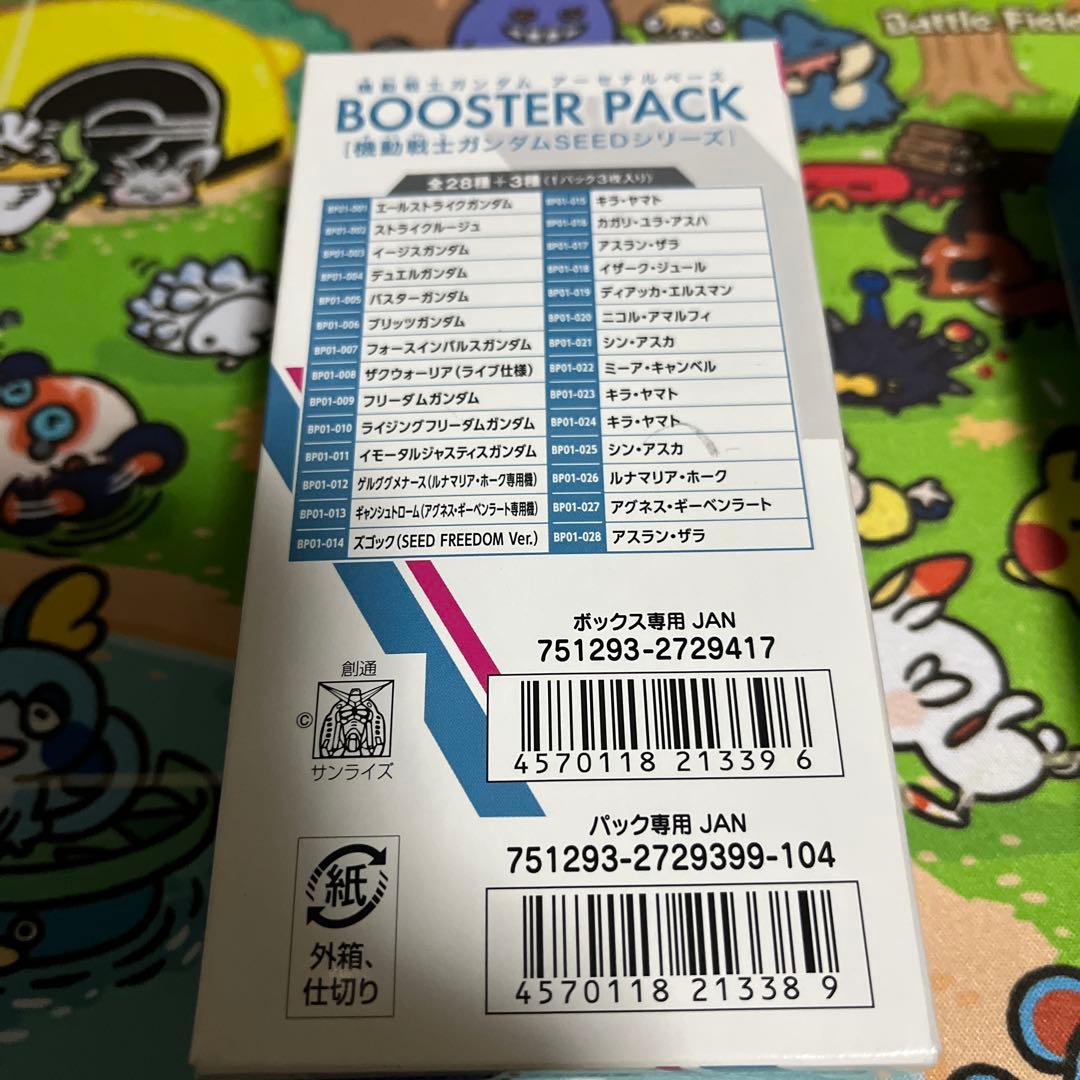 Battle Field
機動戦士ガンダム アーセナルベース
BOOSTER PACK
[機動戦士ガンダムSEEDシリーズ]
全28種+3種(1パック3枚入り)
BP01-001 エールストライクガンダム
BP01-002 ストライクルージュ
BP01-003 イージスガンダム
BP01-004 デュエルガンダム
BP01-005 バスターガンダム
BP01-006 ブリッツガンダム
BP01-007 フォースインパルスガンダム
BP01-008 ザクウォーリア(ライブ仕様)
BP01-009 フリーダムガンダム
BP01-010 ライジングフリーダムガンダム
BP01-011 イモータルジャスティスガンダム
BP01-012 ゲルググメナース(ルナマリア・ホーク専用機)
BP01-013 ギャンシュトローム(アグネス・ギーベンラート専用機)
BP01-014 ズゴック(SEED FREEDOM Ver.)
BP01-015 キラ・ヤマト
BP01-016 カガリ・ユラ・アスハ
BP01-017 アスラン・ザラ
BP01-018 イザーク・ジュール
BP01-019 ディアッカ・エルスマン
BP01-020 ニコル・アマルフィ
BP01-021 シン・アスカ
BP01-022 ミーア・キャンベル
BP01-023 キラ・ヤマト
BP01-024 キラ・ヤマト
BP01-025 シン・アスカ
BP01-026 ルナマリア・ホーク
BP01-027 アグネス・ギーベンラート
BP01-028 アスラン・ザラ
ボックス専用 JAN
751293-2729417
4570118 21339 6
創通
©
サンライズ
パック専用 JAN
751293-2729399-104
4570118 21338 9
紙
外箱、
仕切り